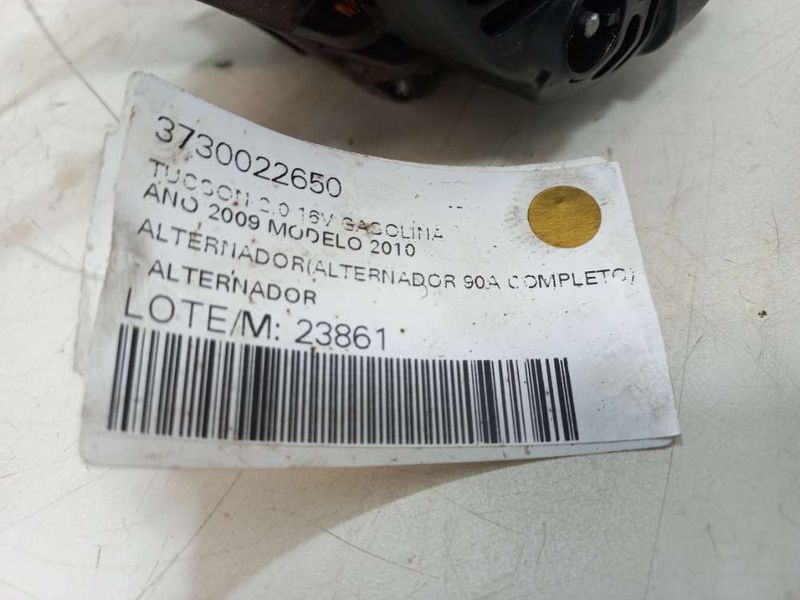 3730022650
TUCSON 2.0 16V GASOLINA
ANO 2009 MODELO 2010
ALTERNADOR(ALTERNADOR 90A COMPLETO)
- ALTERNADOR
LOTE/M: 23861